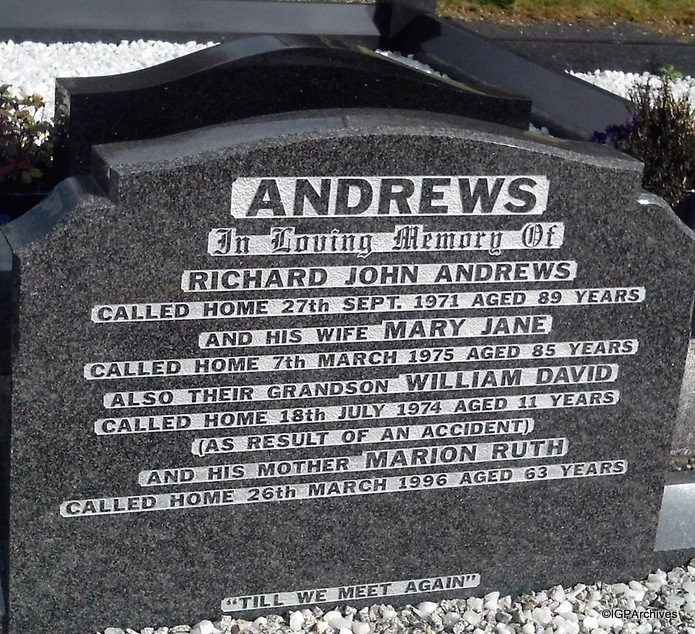 ANDREWS
In Loving Memory Of
RICHARD JOHN ANDREWS
CALLED HOME 27th SEPT. 1971 AGED 89 YEARS
AND HIS WIFE MARY JANE
CALLED HOME 7th MARCH 1975 AGED 85 YEARS
ALSO THEIR GRANDSON WILLIAM DAVID
CALLED HOME 18th JULY 1974 AGED 11 YEARS
(AS RESULT OF AN ACCIDENT)
AND HIS MOTHER MARION RUTH
CALLED HOME 26th MARCH 1996 AGED 63 YEARS
“TILL WE MEET AGAIN”
©IGPArchives